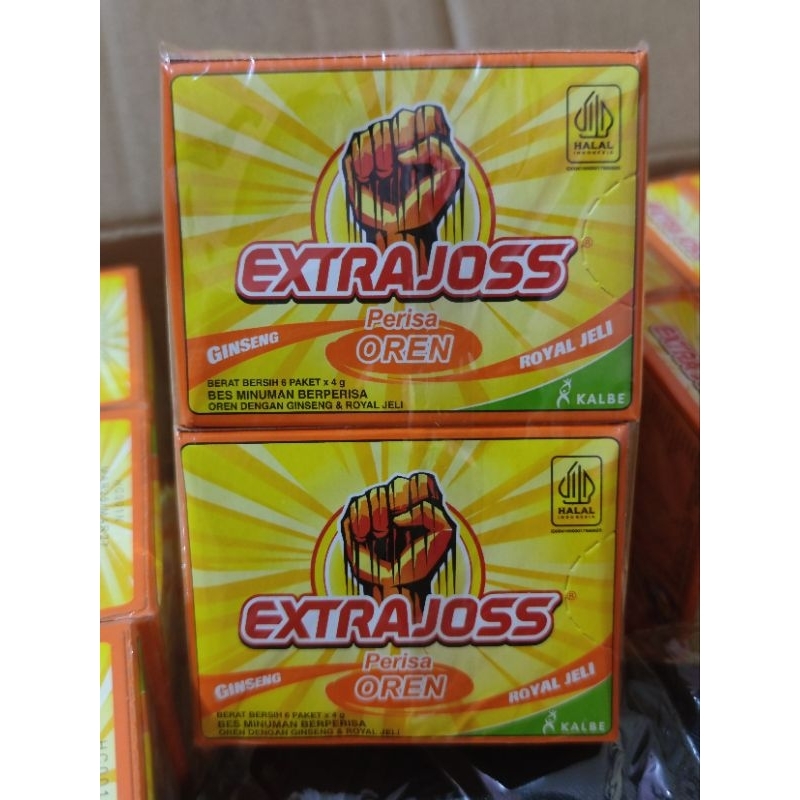 HALAL
INDONESIA
EXTRAJOSS®
Perisa
OREN
GINSENG
ROYAL JELI
BERAT BERSIH 6 PAKET x 4 g
BES MINUMAN BERPERISA
OREN DENGAN GINSENG & ROYAL JELI
KALBE
HALAL
INDONESIA
EXTRAJOSS®
Perisa
OREN
GINSENG
ROYAL JELI
BERAT BERSIH 6 PAKET x 4 g
BES MINUMAN BERPERISA
OREN DENGAN GINSENG & ROYAL JELI
KALBE